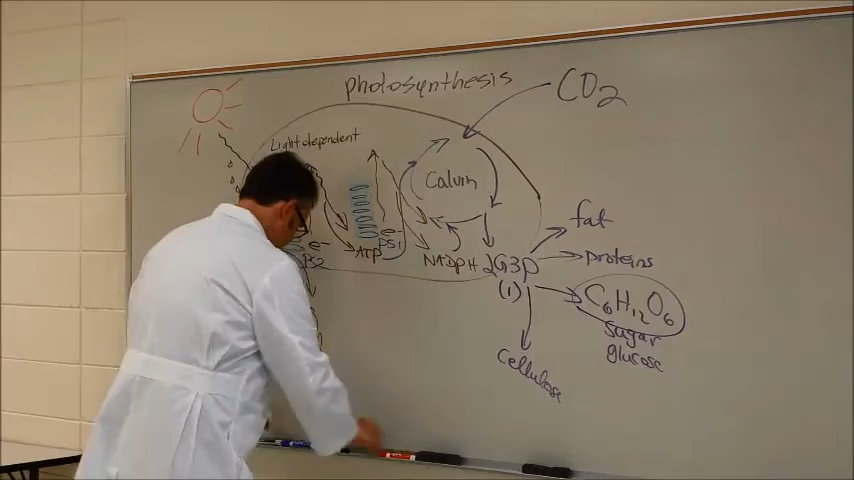 photosynthesis
CO2
Light dependent
Calvin
fat
proteins
e-
PS2
ATP
e-
PS1
NADPH
2G3P
(1)
C6H12O6
sugar
glucose
cellulose